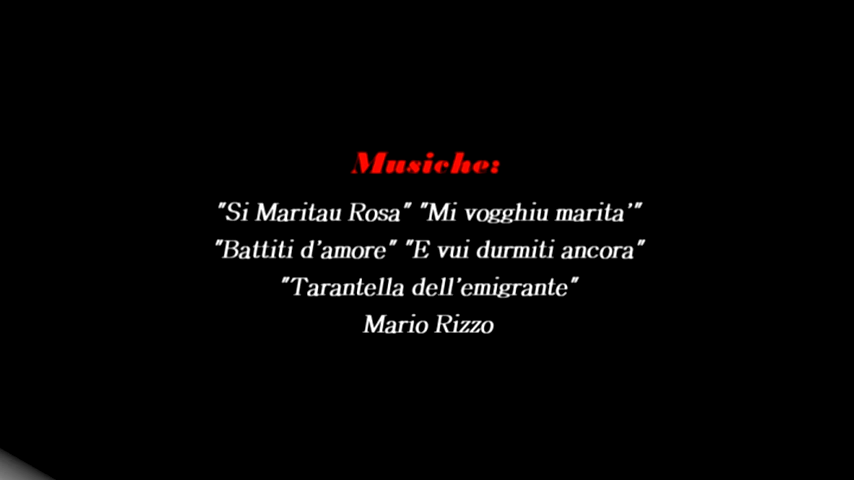 Musiche:
"Si Maritau Rosa" "Mi vogghiu marita'"
"Battiti d'amore" "E vui durmiti ancora"
"Tarantella dell'emigrante"
Mario Rizzo